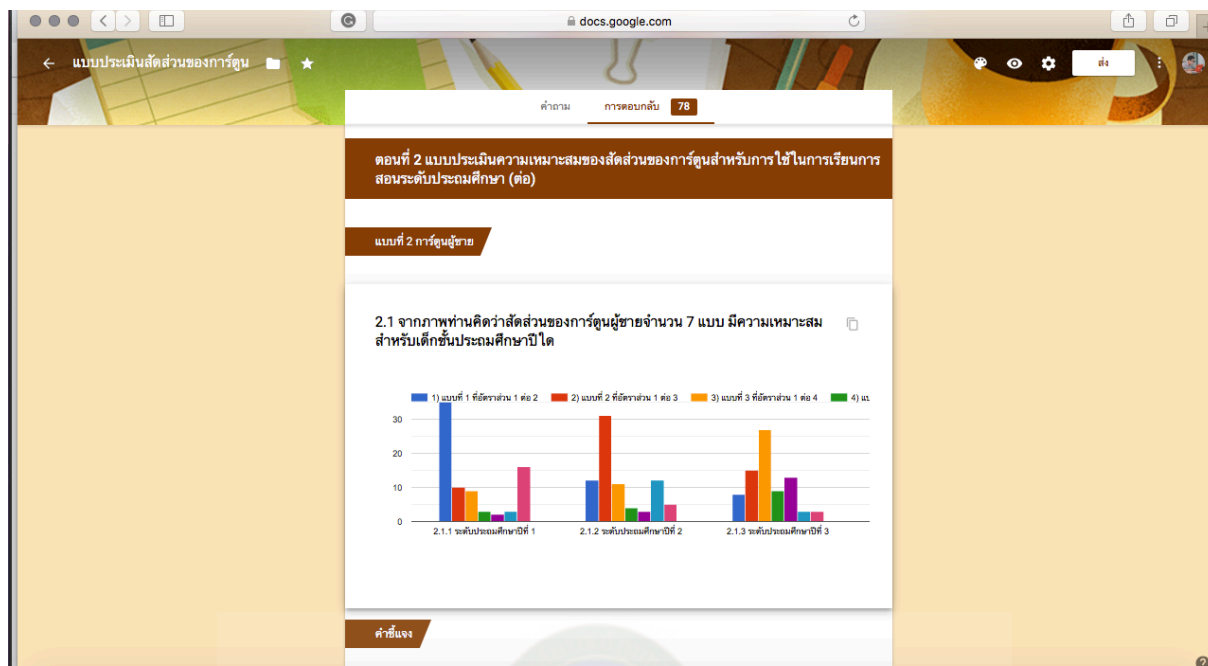 docs.google.com
แบบประเมินสัดส่วนของการ์ตูน
ส่ง
คำถาม การตอบกลับ 78
ตอนที่ 2 แบบประเมินความเหมาะสมของสัดส่วนของการ์ตูนสำหรับการใช้ในการเรียนการ
สอนระดับประถมศึกษา (ต่อ)
แบบที่ 2 การ์ตูนผู้ชาย
2.1 จากภาพท่านคิดว่าสัดส่วนของการ์ตูนผู้ชายจำนวน 7 แบบ มีความเหมาะสม
สำหรับเด็กชั้นประถมศึกษาปีใด
1) แบบที่ 1 ที่อัตราส่วน 1 ต่อ 2 2) แบบที่ 2 ที่อัตราส่วน 1 ต่อ 3 3) แบบที่ 3 ที่อัตราส่วน 1 ต่อ 4 4) แบ
30
20
10
0
2.1.1 ระดับประถมศึกษาปีที่ 1 2.1.2 ระดับประถมศึกษาปีที่ 2 2.1.3 ระดับประถมศึกษาปีที่ 3
คำชี้แจง